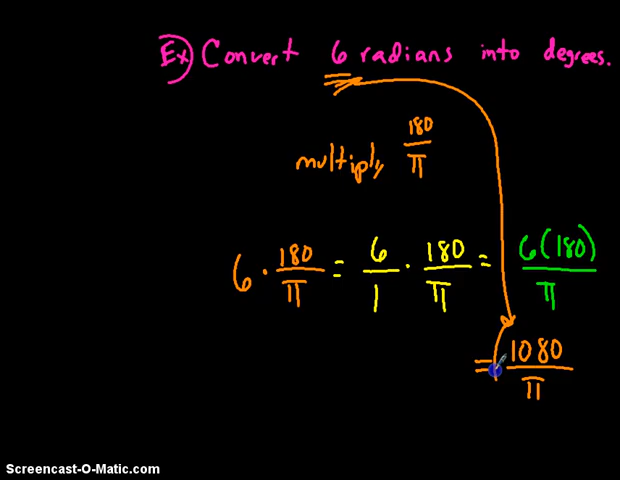 Ex) Convert 6 radians into degrees.
multiply 180/π
6 · 180/π = 6/1 · 180/π = 6(180)/π
= 1080/π
Screencast-O-Matic.com